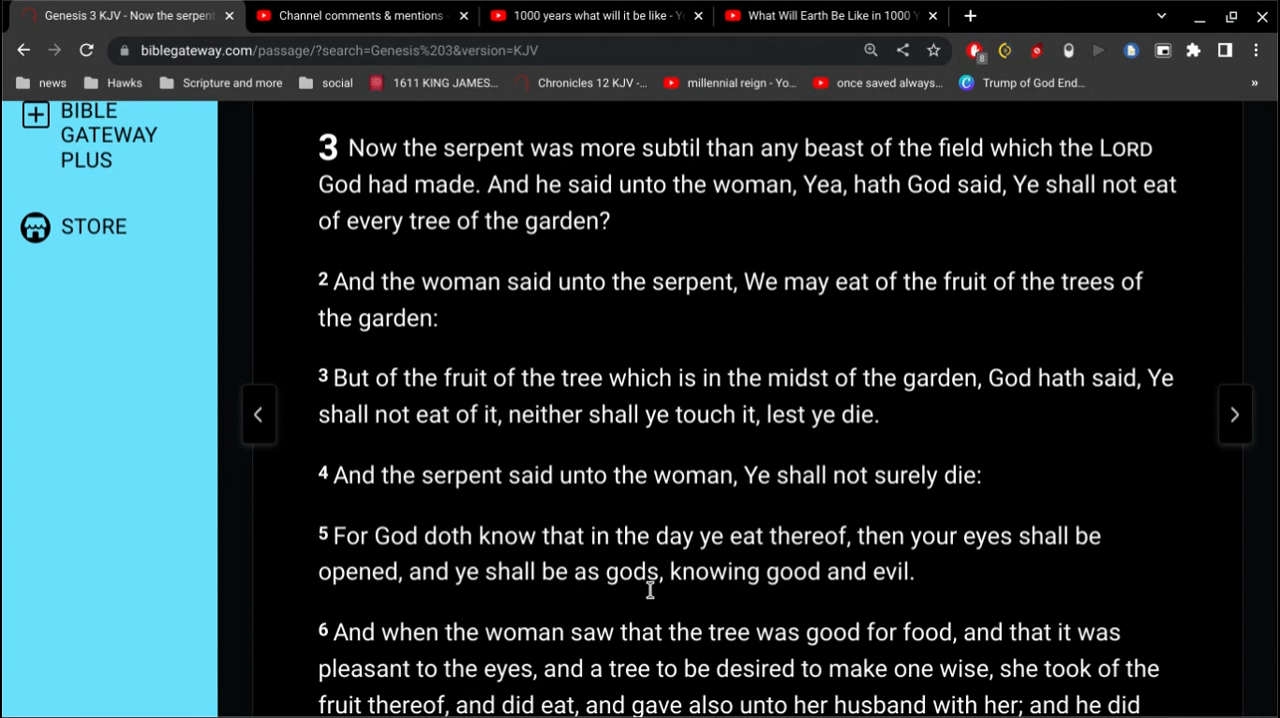 Genesis 3 KJV - Now the serpent
Channel comments & mentions
1000 years what will it be like - Yo
What Will Earth Be Like in 1000 Y
biblegateway.com/passage/?search=Genesis%203&version=KJV
8
news
Hawks
Scripture and more
social
1611 KING JAMES...
Chronicles 12 KJV -...
millennial reign - Yo...
once saved always...
Trump of God End...
»
BIBLE
GATEWAY
PLUS
STORE
3 Now the serpent was more subtil than any beast of the field which the LORD
God had made. And he said unto the woman, Yea, hath God said, Ye shall not eat
of every tree of the garden?
2 And the woman said unto the serpent, We may eat of the fruit of the trees of
the garden:
3 But of the fruit of the tree which is in the midst of the garden, God hath said, Ye
shall not eat of it, neither shall ye touch it, lest ye die.
4 And the serpent said unto the woman, Ye shall not surely die:
5 For God doth know that in the day ye eat thereof, then your eyes shall be
opened, and ye shall be as gods, knowing good and evil.
6 And when the woman saw that the tree was good for food, and that it was
pleasant to the eyes, and a tree to be desired to make one wise, she took of the
fruit thereof, and did eat, and gave also unto her husband with her; and he did